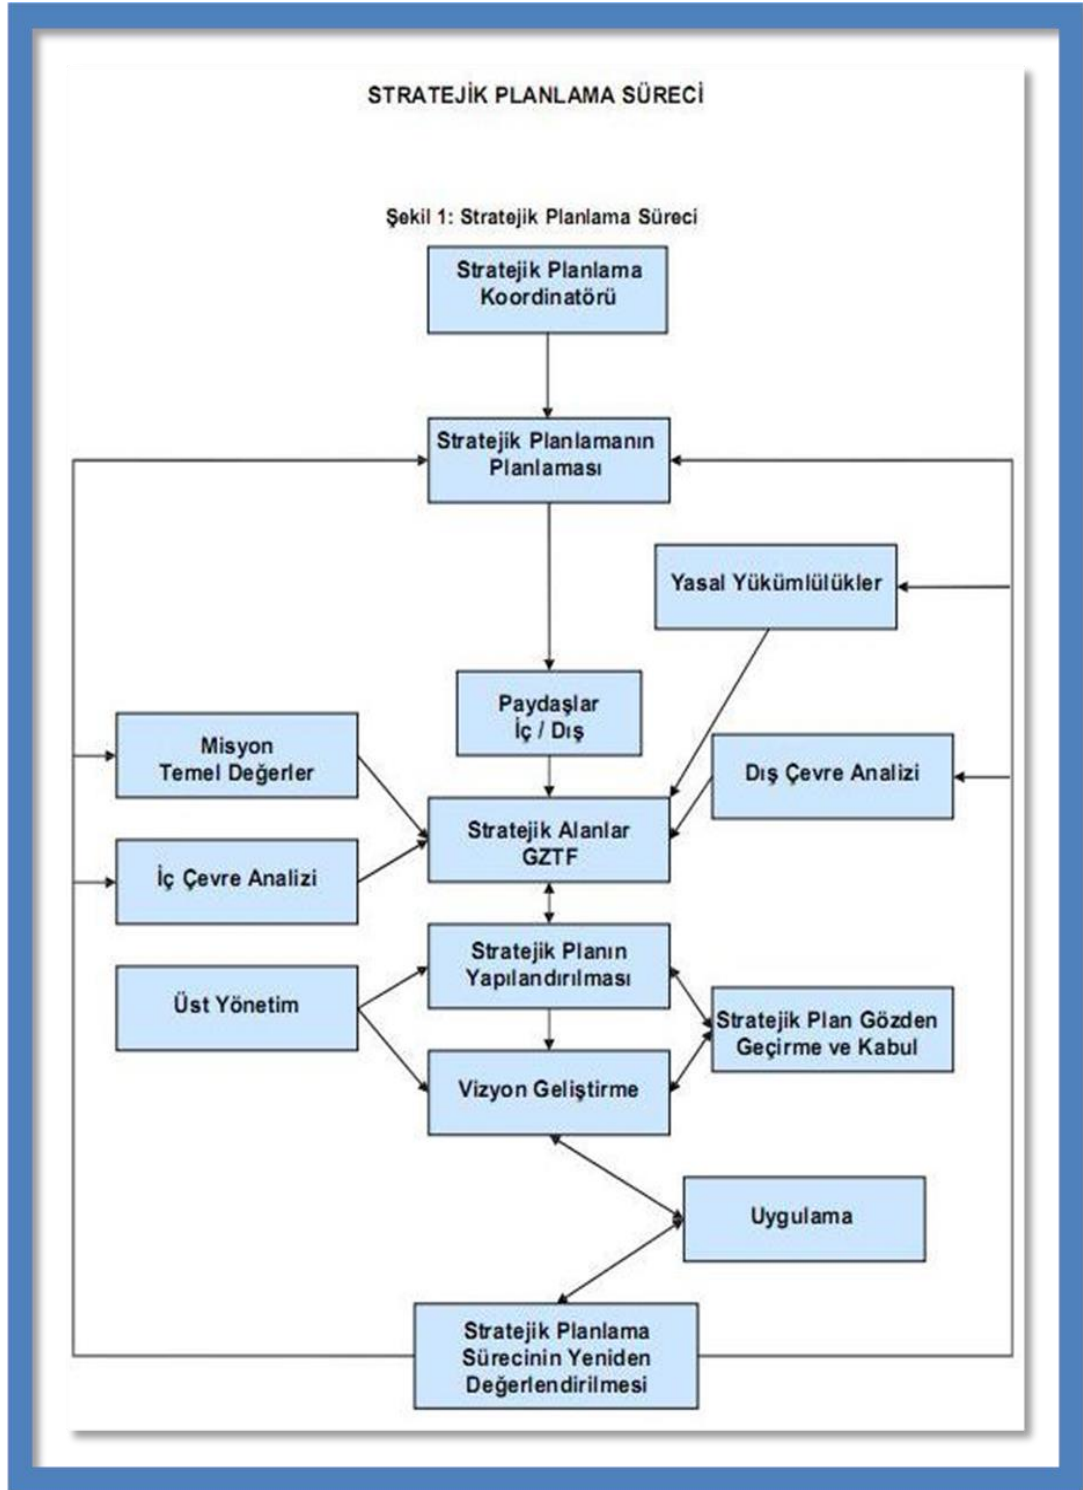 STRATEJİK PLANLAMA SÜRECİ
Şekil 1: Stratejik Planlama Süreci
Stratejik Planlama
Koordinatörü
Stratejik Planlamanın
Planlaması
Yasal Yükümlülükler
Paydaşlar
İç / Dış
Misyon
Temel Değerler
Dış Çevre Analizi
Stratejik Alanlar
GZTF
İç Çevre Analizi
Stratejik Planın
Yapılandırılması
Üst Yönetim
Stratejik Plan Gözden
Geçirme ve Kabul
Vizyon Geliştirme
Uygulama
Stratejik Planlama
Sürecinin Yeniden
Değerlendirilmesi